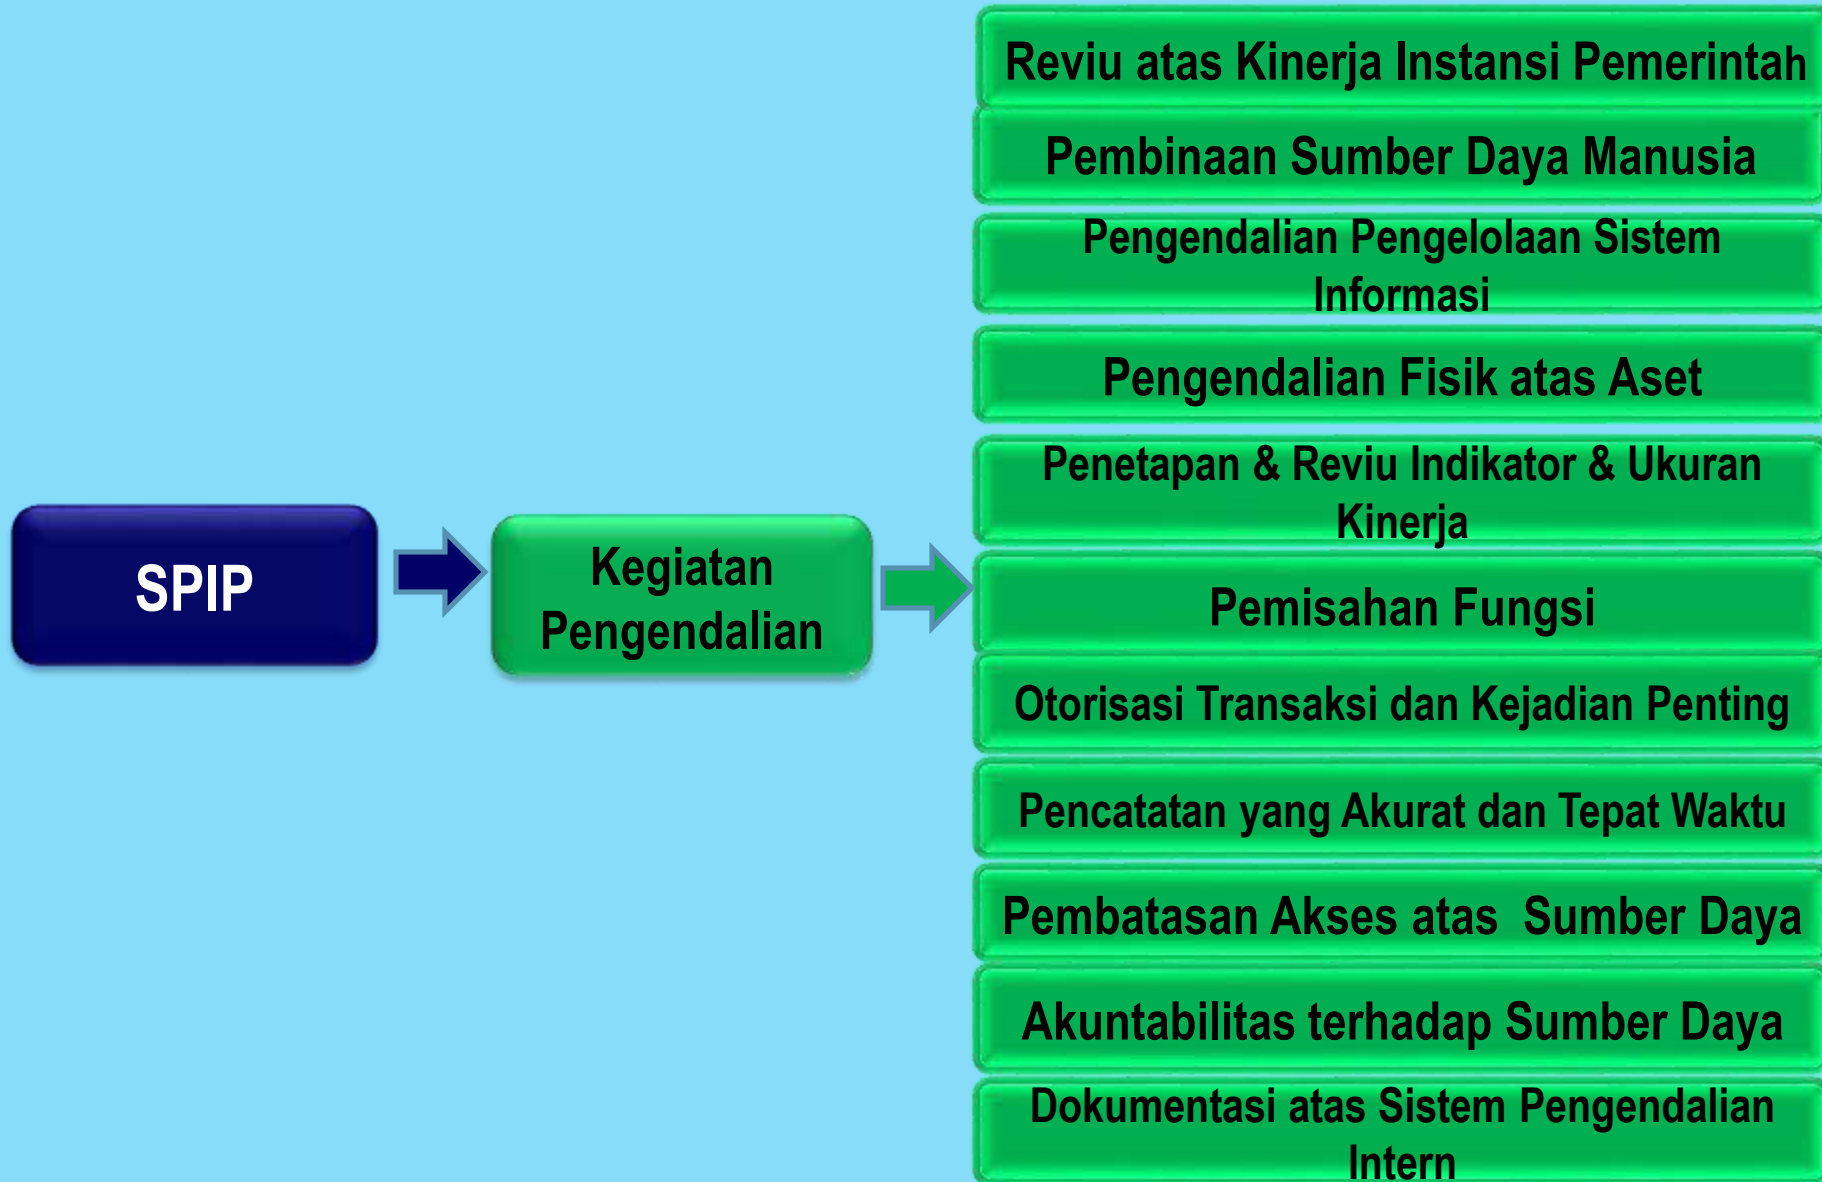 SPIP
Kegiatan
Pengendalian
Reviu atas Kinerja Instansi Pemerintah
Pembinaan Sumber Daya Manusia
Pengendalian Pengelolaan Sistem
Informasi
Pengendalian Fisik atas Aset
Penetapan & Reviu Indikator & Ukuran
Kinerja
Pemisahan Fungsi
Otorisasi Transaksi dan Kejadian Penting
Pencatatan yang Akurat dan Tepat Waktu
Pembatasan Akses atas Sumber Daya
Akuntabilitas terhadap Sumber Daya
Dokumentasi atas Sistem Pengendalian
Intern